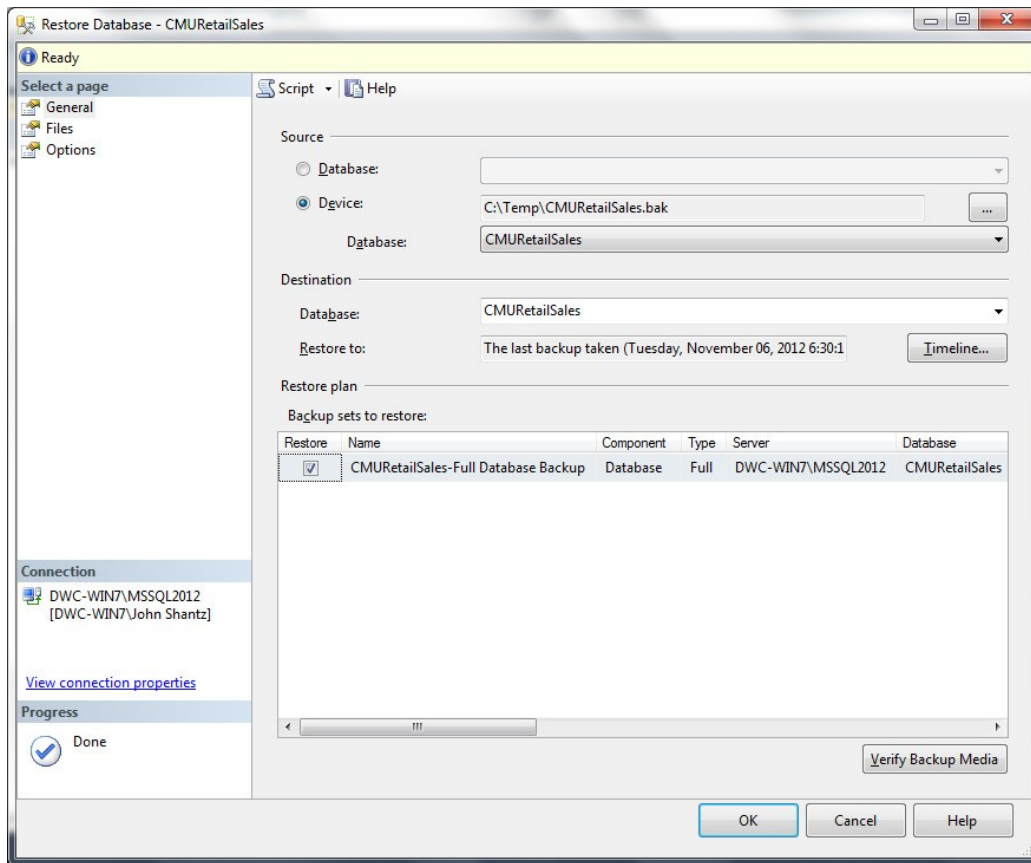 Restore Database - CMURetailSales
Ready
Select a page
General
Files
Options
Script
Help
Source
Database:
Device:
C:\Temp\CMURetailSales.bak
...
Database:
CMURetailSales
Destination
Database:
CMURetailSales
Restore to:
The last backup taken (Tuesday, November 06, 2012 6:30:1
Timeline...
Restore plan
Backup sets to restore:
Restore Name Component Type Server Database
CMURetailSales-Full Database Backup Database Full DWC-WIN7\MSSQL2012 CMURetailSales
Connection
DWC-WIN7\MSSQL2012
[DWC-WIN7\John Shantz]
View connection properties
Progress
Done
Verify Backup Media
OK
Cancel
Help